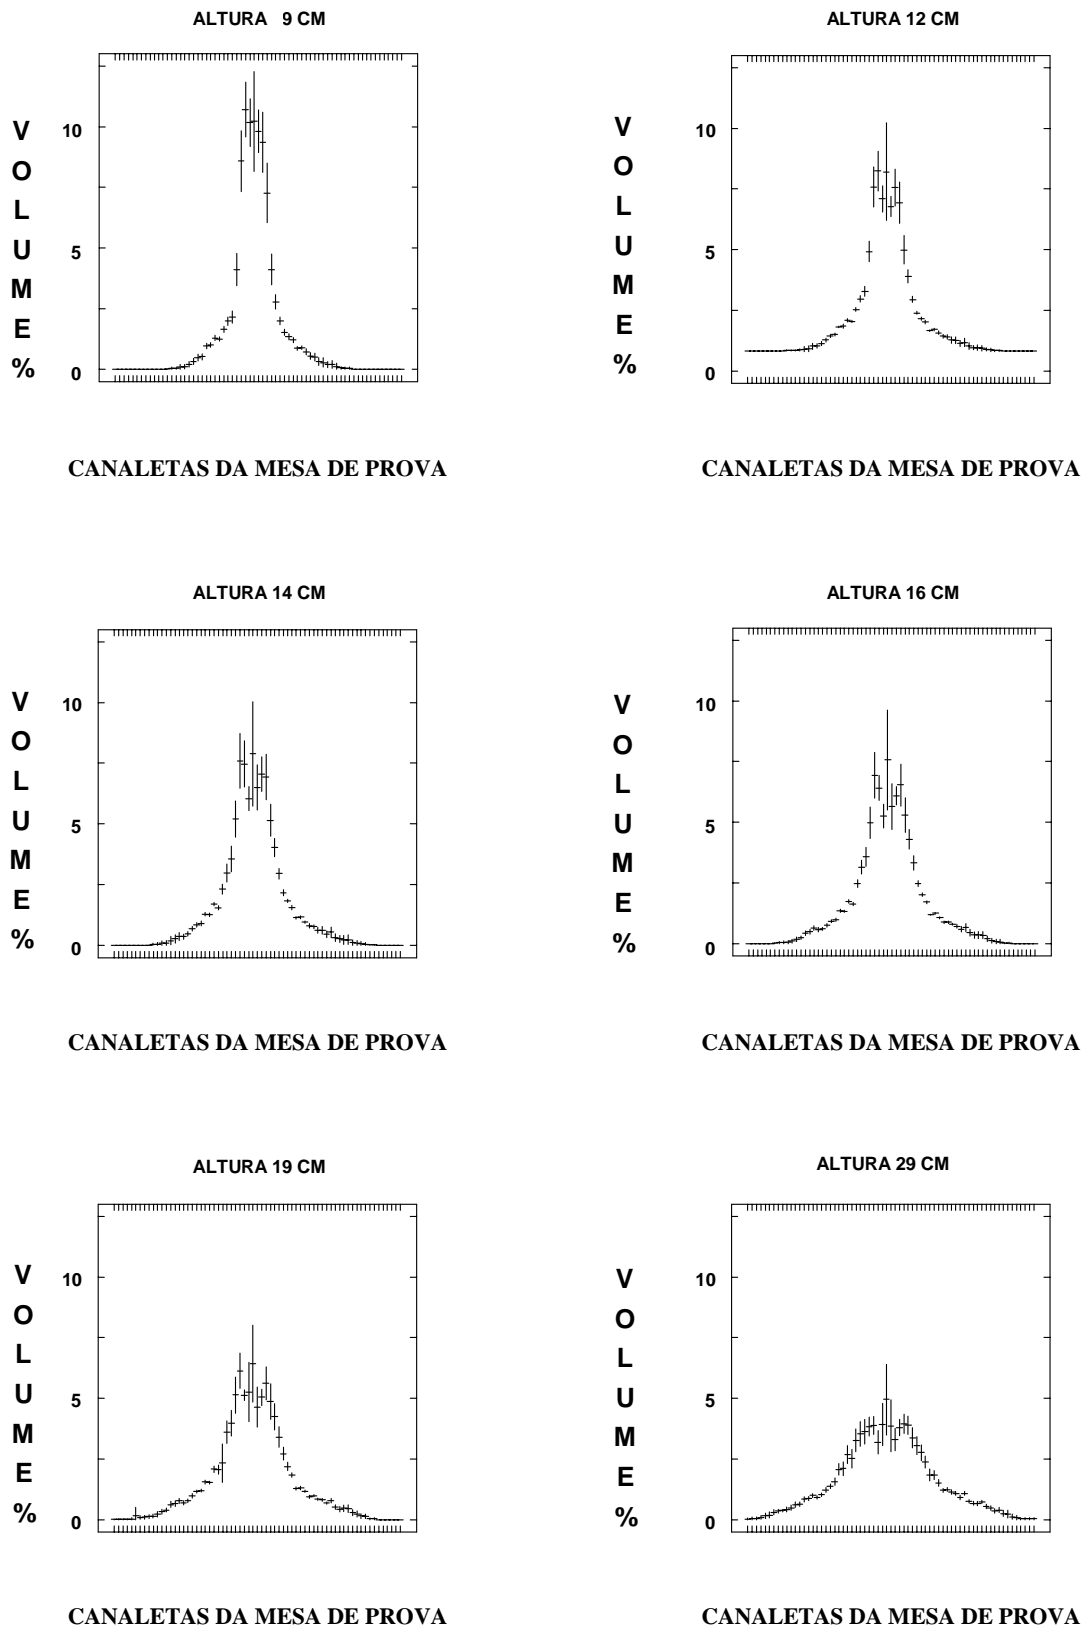 ALTURA 9 CM
V
O
L
U
M
E
%
10
5
0
CANALETAS DA MESA DE PROVA
ALTURA 12 CM
V
O
L
U
M
E
%
10
5
0
CANALETAS DA MESA DE PROVA
ALTURA 14 CM
V
O
L
U
M
E
%
10
5
0
CANALETAS DA MESA DE PROVA
ALTURA 16 CM
V
O
L
U
M
E
%
10
5
0
CANALETAS DA MESA DE PROVA
ALTURA 19 CM
V
O
L
U
M
E
%
10
5
0
CANALETAS DA MESA DE PROVA
ALTURA 29 CM
V
O
L
U
M
E
%
10
5
0
CANALETAS DA MESA DE PROVA